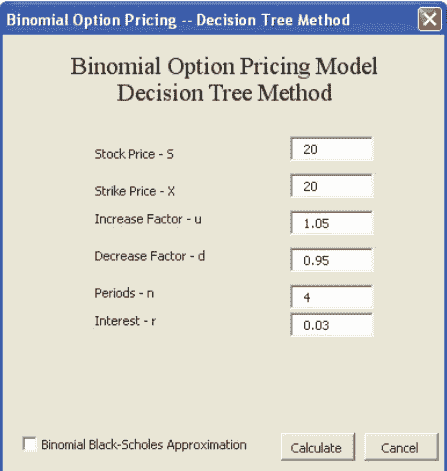 Binomial Option Pricing -- Decision Tree Method
Binomial Option Pricing Model
Decision Tree Method
Stock Price - S 20
Strike Price - X 20
Increase Factor - u 1.05
Decrease Factor - d 0.95
Periods - n 4
Interest - r 0.03
Binomial Black-Scholes Approximation Calculate Cancel